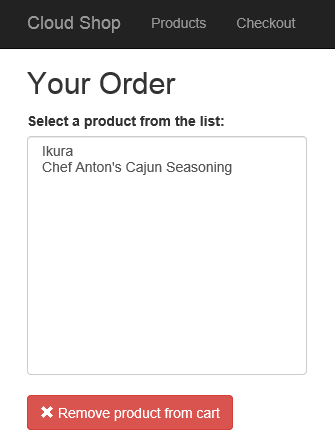 Cloud Shop Products Checkout
Your Order
Select a product from the list:
Ikura
Chef Anton's Cajun Seasoning
Remove product from cart